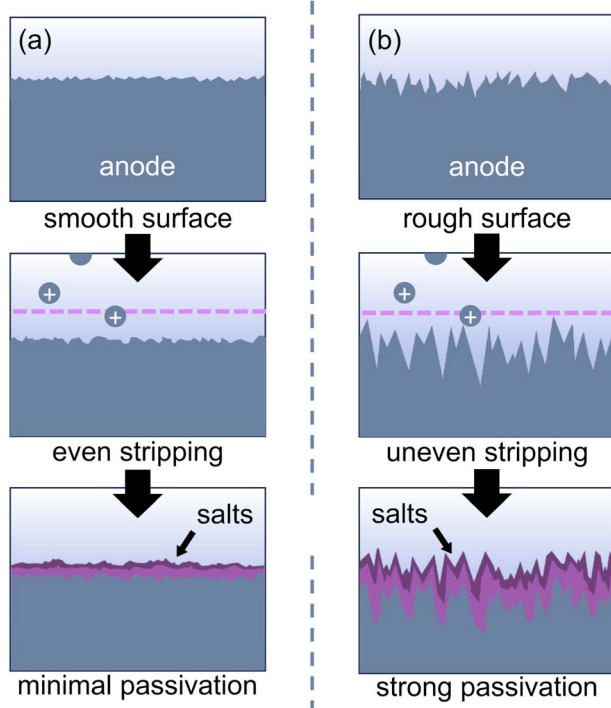 (a)
anode
smooth surface
+
+
even stripping
salts
minimal passivation
(b)
anode
rough surface
+
+
uneven stripping
salts
strong passivation